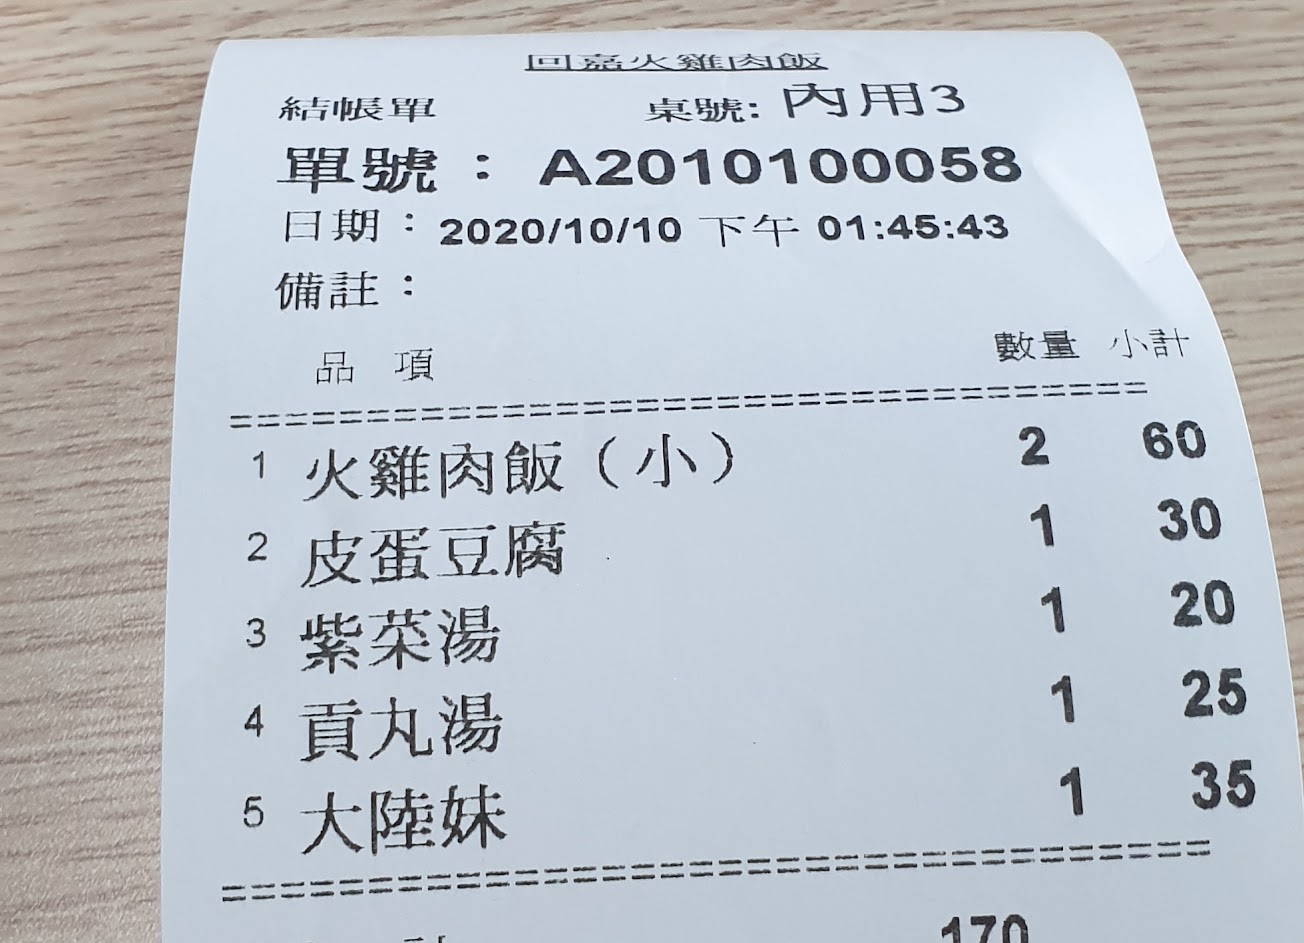 回嘉火雞肉飯
結帳單 桌號: 內用3
單號： A2010100058
日期：2020/10/10 下午 01:45:43
備註：
品 項 數量 小計
==================================
1 火雞肉飯（小） 2 60
2 皮蛋豆腐 1 30
3 紫菜湯 1 20
4 貢丸湯 1 25
5 大陸妹 1 35
==================================
170